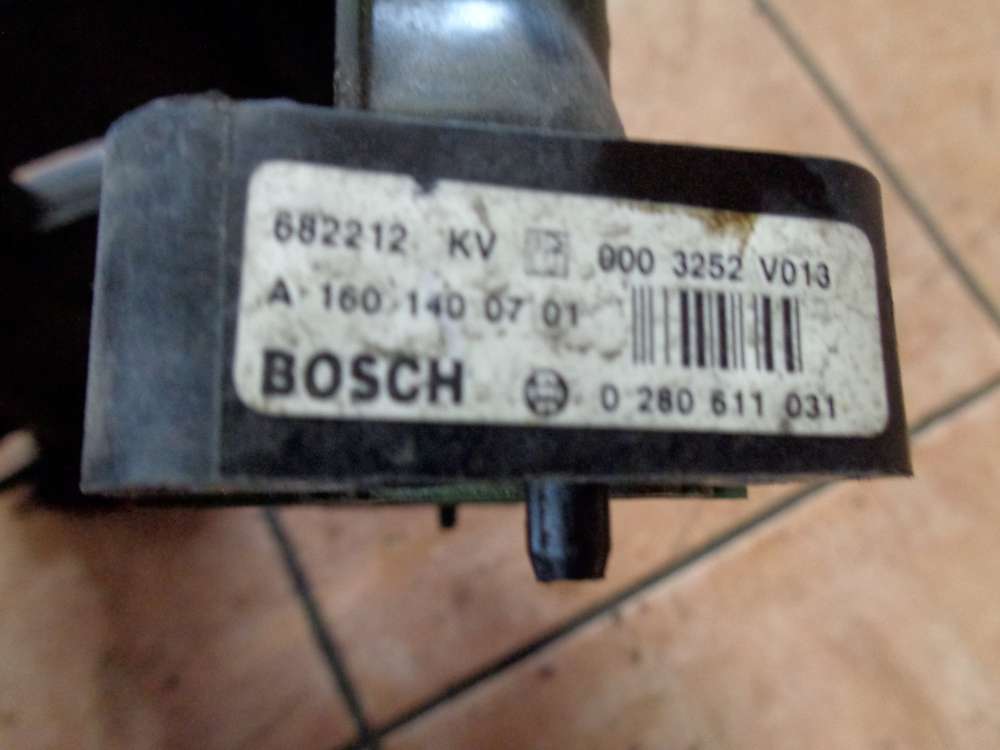 682212 KV 000 3252 V013
A 160 140 07 01
BOSCH 0 280 611 031